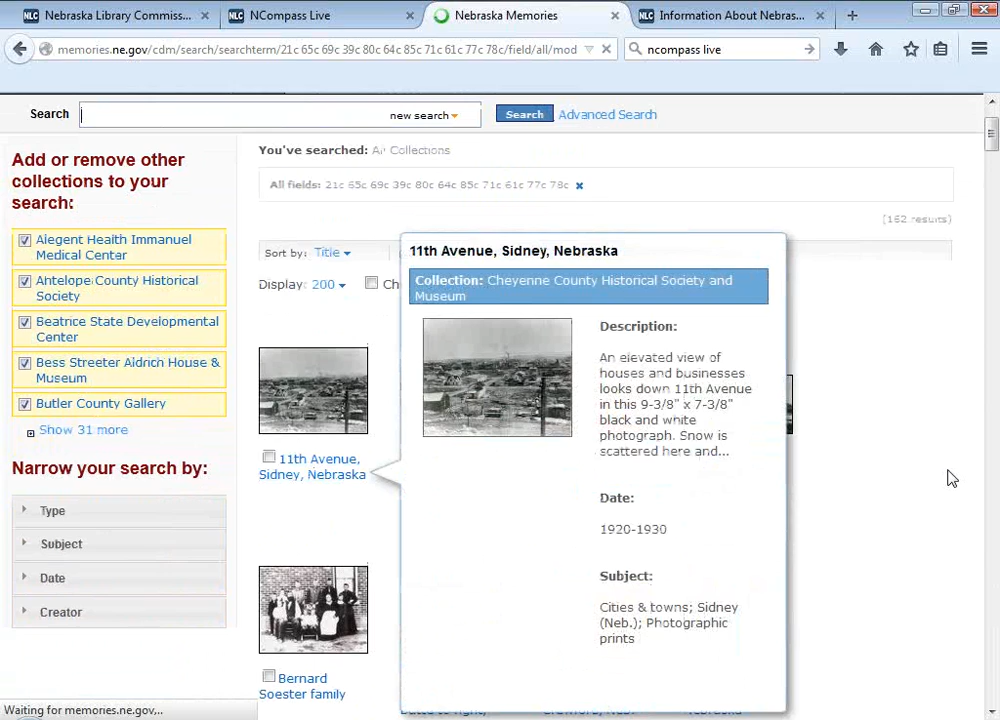 Nebraska Library Commiss...
NCompass Live
Nebraska Memories
Information About Nebras...
memories.ne.gov/cdm/search/searchterm/21c 65c 69c 39c 80c 64c 85c 71c 61c 77c 78c/field/all/mod
ncompass live
Search
new search
Search
Advanced Search
Add or remove other
collections to your
search:
Alegent Health Immanuel
Medical Center
Antelope County Historical
Society
Beatrice State Developmental
Center
Bess Streeter Aldrich House &
Museum
Butler County Gallery
Show 31 more
Narrow your search by:
Type
Subject
Date
Creator
You've searched: All Collections
All fields: 21c 65c 69c 39c 80c 64c 85c 71c 61c 77c 78c
(162 results)
Sort by: Title
Display: 200
Ch
11th Avenue,
Sidney, Nebraska
Bernard
Soester family
11th Avenue, Sidney, Nebraska
Collection: Cheyenne County Historical Society and
Museum
Description:
An elevated view of
houses and businesses
looks down 11th Avenue
in this 9-3/8" x 7-3/8"
black and white
photograph. Snow is
scattered here and...
Date:
1920-1930
Subject:
Cities & towns; Sidney
(Neb.); Photographic
prints
Waiting for memories.ne.gov...